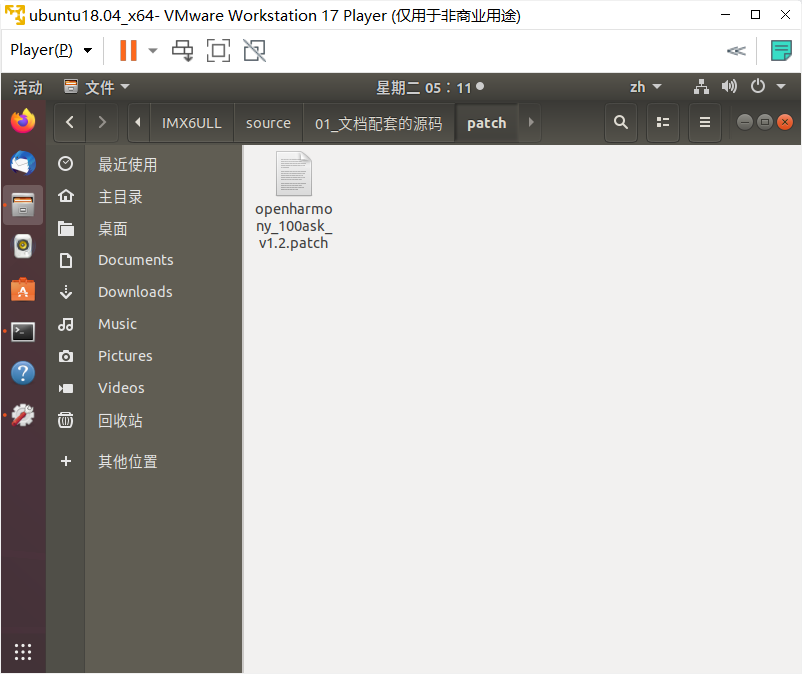 ubuntu18.04_x64- VMware Workstation 17 Player (仅用于非商业用途)
Player(P)
活动 文件 星期二 05：11 zh
IMX6ULL source 01_文档配套的源码 patch
最近使用
主目录
桌面
Documents
Downloads
Music
Pictures
Videos
回收站
其他位置
openharmo
ny_100ask_
v1.2.patch